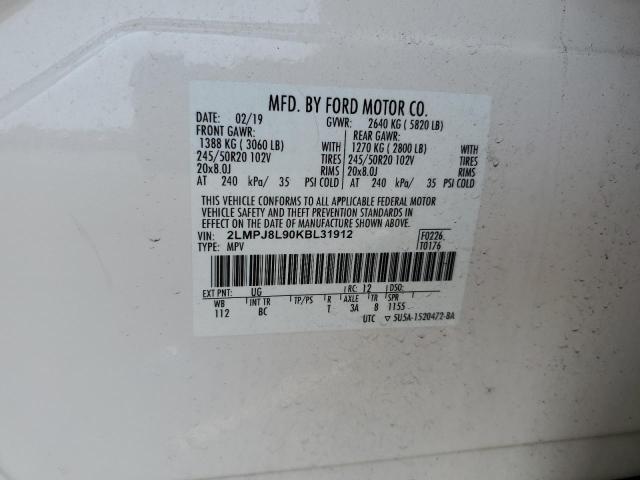 MFD. BY FORD MOTOR CO.
DATE: 02/19 GVWR: 2640 KG ( 5820 LB)
FRONT GAWR: REAR GAWR:
1388 KG ( 3060 LB) WITH 1270 KG ( 2800 LB) WITH
245/50R20 102V TIRES 245/50R20 102V TIRES
20x8.0J RIMS 20x8.0J RIMS
AT 240 kPa/ 35 PSI COLD AT 240 kPa/ 35 PSI COLD
THIS VEHICLE CONFORMS TO ALL APPLICABLE FEDERAL MOTOR
VEHICLE SAFETY AND THEFT PREVENTION STANDARDS IN
EFFECT ON THE DATE OF MANUFACTURE SHOWN ABOVE.
VIN: 2LMPJ8L90KBL31912 F0226
TYPE: MPV T0176
EXT PNT: UG RC: 12 DSO:
WB INT TR TP/PS R AXLE TR SPR
112 BC T 3A 8 1155
UTC ▽ 5U5A-1520472-BA